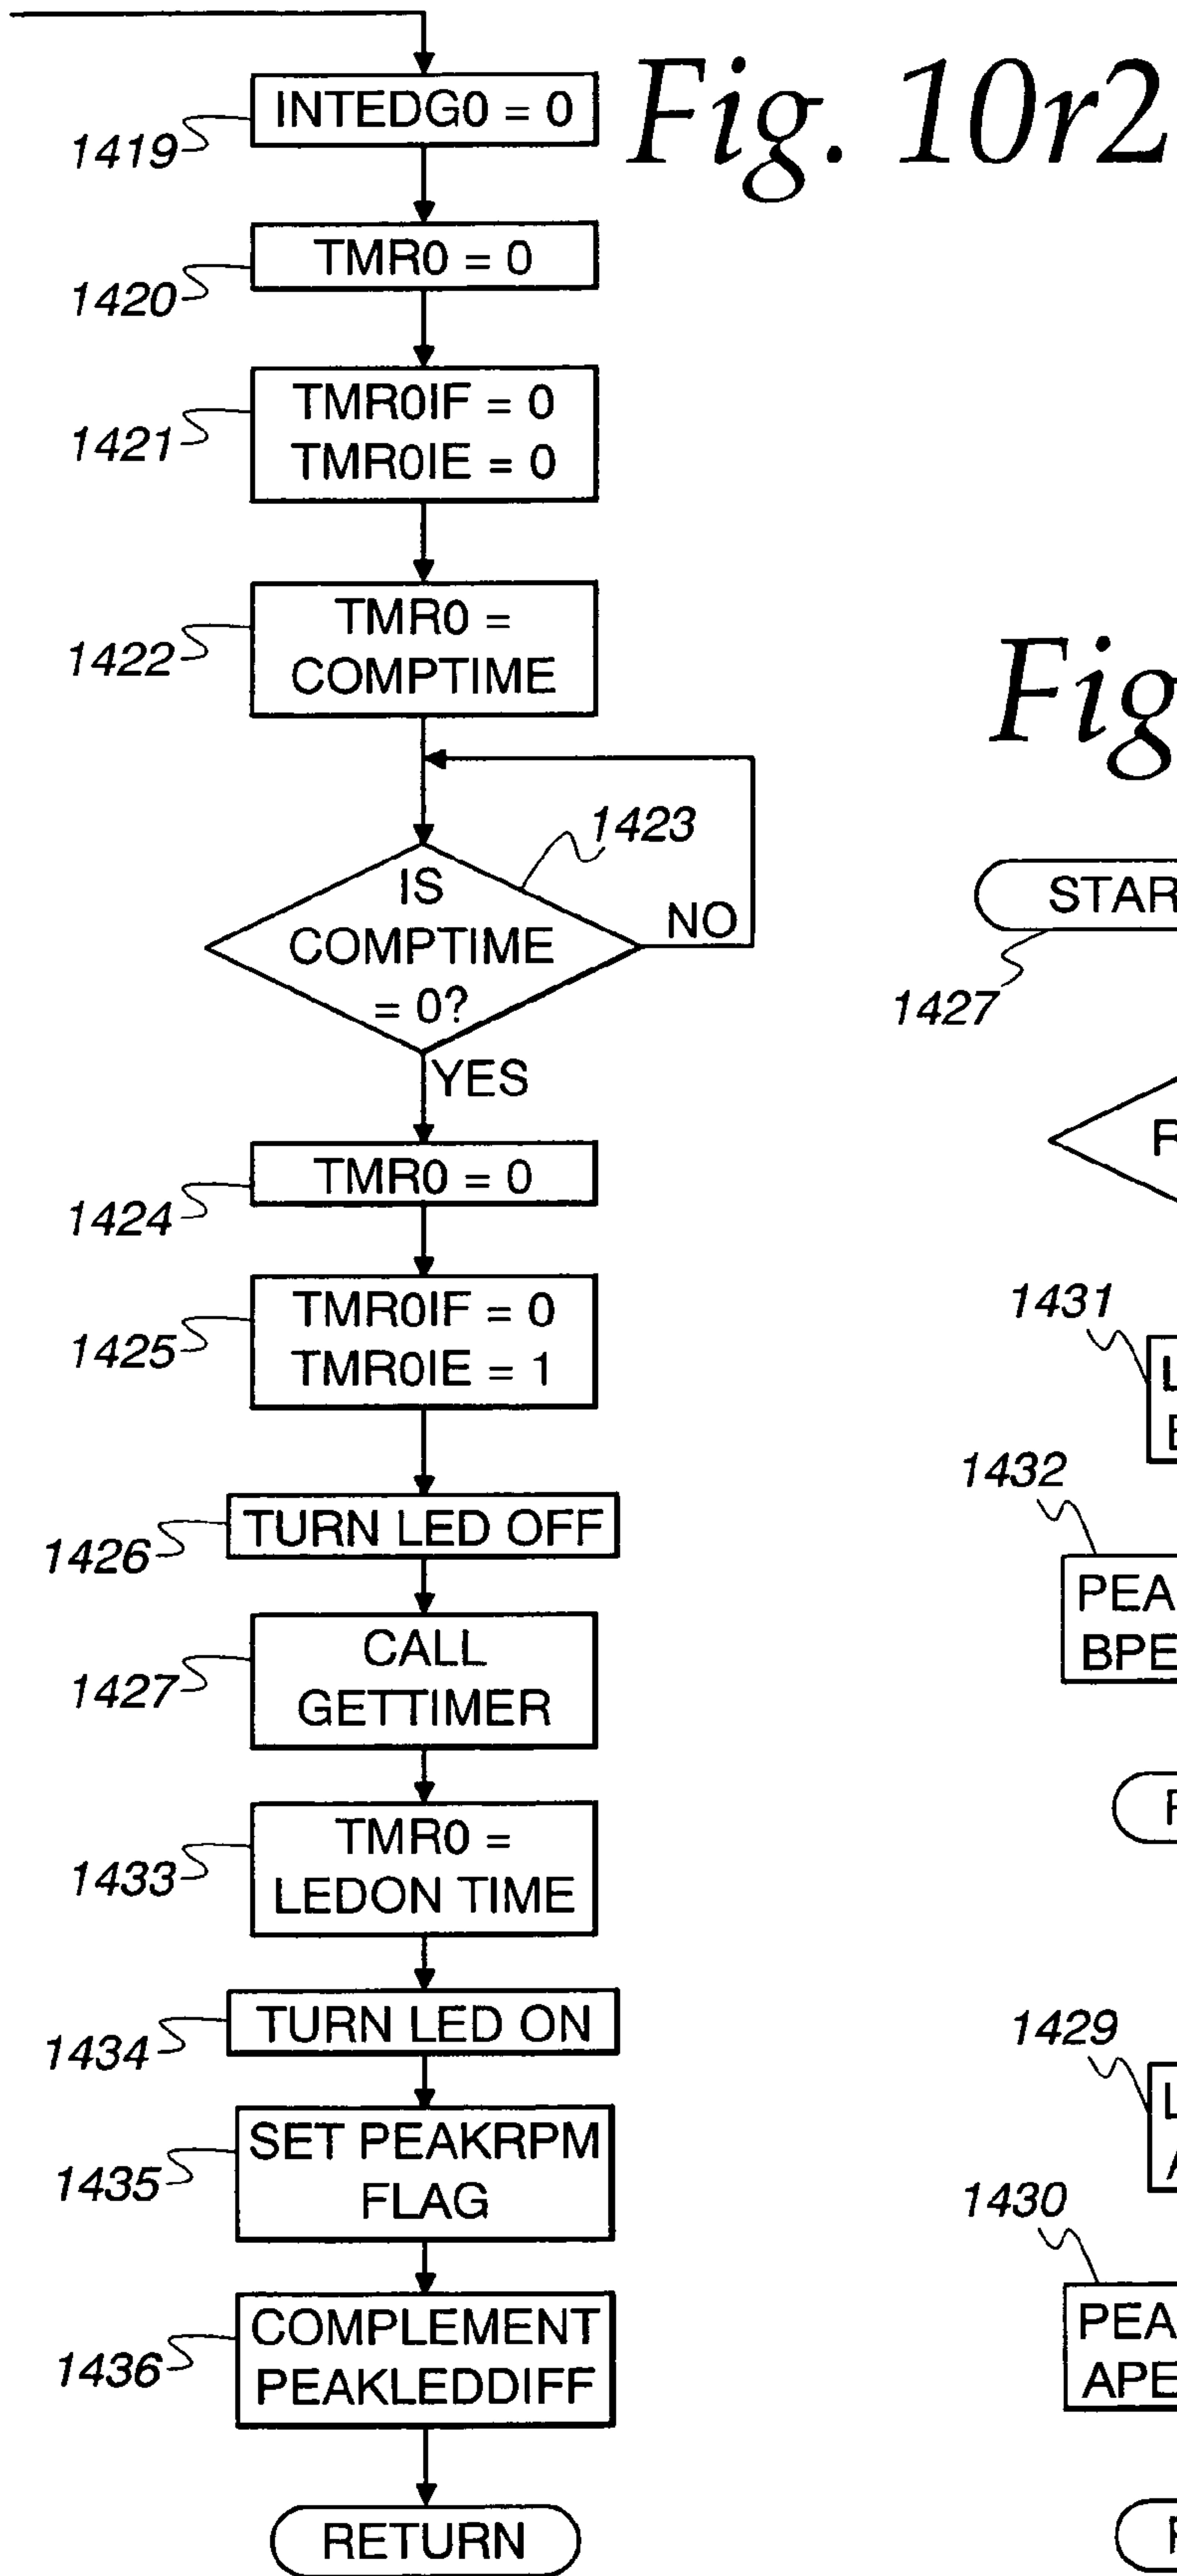 Fig. 10r2
INTEDG0 = 0
1419
TMR0 = 0
1420
TMR0IF = 0
TMR0IE = 0
1421
TMR0 =
COMPTIME
1422
IS
COMPTIME
= 0?
1423
NO
YES
TMR0 = 0
1424
TMR0IF = 0
TMR0IE = 1
1425
TURN LED OFF
1426
CALL
GETTIMER
1427
TMR0 =
LEDON TIME
1433
TURN LED ON
1434
SET PEAKRPM
FLAG
1435
COMPLEMENT
PEAKLEDDIFF
1436
RETURN
Fig
STAR
1427
R
1431
L
1432
PEA
BPE
1429
L
1430
PEA
APE